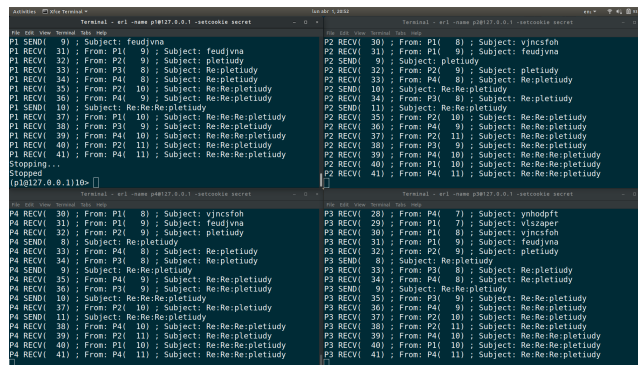 Activities Xfce Terminal lun abr 1, 20:52 en
Terminal - erl -name p1@127.0.0.1 -setcookie secret
File Edit View Terminal Tabs Help
P1 SEND( 9) ; Subject: feudjvna
P1 RECV( 31) ; From: P1( 9) ; Subject: feudjvna
P1 RECV( 32) ; From: P2( 9) ; Subject: pletiudy
P1 RECV( 33) ; From: P3( 8) ; Subject: Re:pletiudy
P1 RECV( 34) ; From: P4( 8) ; Subject: Re:pletiudy
P1 RECV( 35) ; From: P2( 10) ; Subject: Re:Re:pletiudy
P1 RECV( 36) ; From: P4( 9) ; Subject: Re:Re:pletiudy
P1 SEND( 10) ; Subject: Re:Re:Re:pletiudy
P1 RECV( 37) ; From: P1( 10) ; Subject: Re:Re:Re:pletiudy
P1 RECV( 38) ; From: P3( 9) ; Subject: Re:Re:pletiudy
P1 RECV( 39) ; From: P4( 10) ; Subject: Re:Re:Re:pletiudy
P1 RECV( 40) ; From: P2( 11) ; Subject: Re:Re:Re:pletiudy
P1 RECV( 41) ; From: P4( 11) ; Subject: Re:Re:Re:pletiudy
Stopping...
Stopped
(p1@127.0.0.1)10>
Terminal - erl -name p2@127.0.0.1 -setcookie secret
File Edit View Terminal Tabs Help
P2 RECV( 30) ; From: P1( 8) ; Subject: vjncsfoh
P2 RECV( 31) ; From: P1( 9) ; Subject: feudjvna
P2 SEND( 9) ; Subject: pletiudy
P2 RECV( 32) ; From: P2( 9) ; Subject: pletiudy
P2 RECV( 33) ; From: P4( 8) ; Subject: Re:pletiudy
P2 SEND( 10) ; Subject: Re:Re:pletiudy
P2 RECV( 34) ; From: P3( 8) ; Subject: Re:pletiudy
P2 SEND( 11) ; Subject: Re:Re:pletiudy
P2 RECV( 35) ; From: P2( 10) ; Subject: Re:Re:pletiudy
P2 RECV( 36) ; From: P4( 9) ; Subject: Re:Re:pletiudy
P2 RECV( 37) ; From: P2( 11) ; Subject: Re:Re:pletiudy
P2 RECV( 38) ; From: P3( 9) ; Subject: Re:Re:pletiudy
P2 RECV( 39) ; From: P4( 10) ; Subject: Re:Re:Re:pletiudy
P2 RECV( 40) ; From: P1( 10) ; Subject: Re:Re:Re:pletiudy
P2 RECV( 41) ; From: P4( 11) ; Subject: Re:Re:Re:pletiudy
Terminal - erl -name p4@127.0.0.1 -setcookie secret
File Edit View Terminal Tabs Help
P4 RECV( 30) ; From: P1( 8) ; Subject: vjncsfoh
P4 RECV( 31) ; From: P1( 9) ; Subject: feudjvna
P4 RECV( 32) ; From: P2( 9) ; Subject: pletiudy
P4 SEND( 8) ; Subject: Re:pletiudy
P4 RECV( 33) ; From: P4( 8) ; Subject: Re:pletiudy
P4 RECV( 34) ; From: P3( 8) ; Subject: Re:pletiudy
P4 SEND( 9) ; Subject: Re:Re:pletiudy
P4 RECV( 35) ; From: P4( 9) ; Subject: Re:Re:pletiudy
P4 RECV( 36) ; From: P3( 9) ; Subject: Re:Re:pletiudy
P4 SEND( 10) ; Subject: Re:Re:Re:pletiudy
P4 RECV( 37) ; From: P2( 10) ; Subject: Re:Re:pletiudy
P4 SEND( 11) ; Subject: Re:Re:Re:pletiudy
P4 RECV( 38) ; From: P4( 10) ; Subject: Re:Re:Re:pletiudy
P4 RECV( 39) ; From: P2( 11) ; Subject: Re:Re:pletiudy
P4 RECV( 40) ; From: P1( 10) ; Subject: Re:Re:Re:pletiudy
P4 RECV( 41) ; From: P4( 11) ; Subject: Re:Re:Re:pletiudy
Terminal - erl -name p3@127.0.0.1 -setcookie secret
File Edit View Terminal Tabs Help
P3 RECV( 28) ; From: P4( 7) ; Subject: ynhodpft
P3 RECV( 29) ; From: P1( 7) ; Subject: vlszaper
P3 RECV( 30) ; From: P1( 8) ; Subject: vjncsfoh
P3 RECV( 31) ; From: P1( 9) ; Subject: feudjvna
P3 RECV( 32) ; From: P2( 9) ; Subject: pletiudy
P3 SEND( 8) ; Subject: Re:pletiudy
P3 RECV( 33) ; From: P3( 8) ; Subject: Re:pletiudy
P3 RECV( 34) ; From: P4( 8) ; Subject: Re:pletiudy
P3 SEND( 9) ; Subject: Re:Re:pletiudy
P3 RECV( 35) ; From: P3( 9) ; Subject: Re:Re:pletiudy
P3 RECV( 36) ; From: P4( 9) ; Subject: Re:Re:pletiudy
P3 RECV( 37) ; From: P2( 10) ; Subject: Re:Re:pletiudy
P3 RECV( 38) ; From: P2( 11) ; Subject: Re:Re:pletiudy
P3 RECV( 39) ; From: P4( 10) ; Subject: Re:Re:Re:pletiudy
P3 RECV( 40) ; From: P1( 10) ; Subject: Re:Re:Re:pletiudy
P3 RECV( 41) ; From: P4( 11) ; Subject: Re:Re:Re:pletiudy